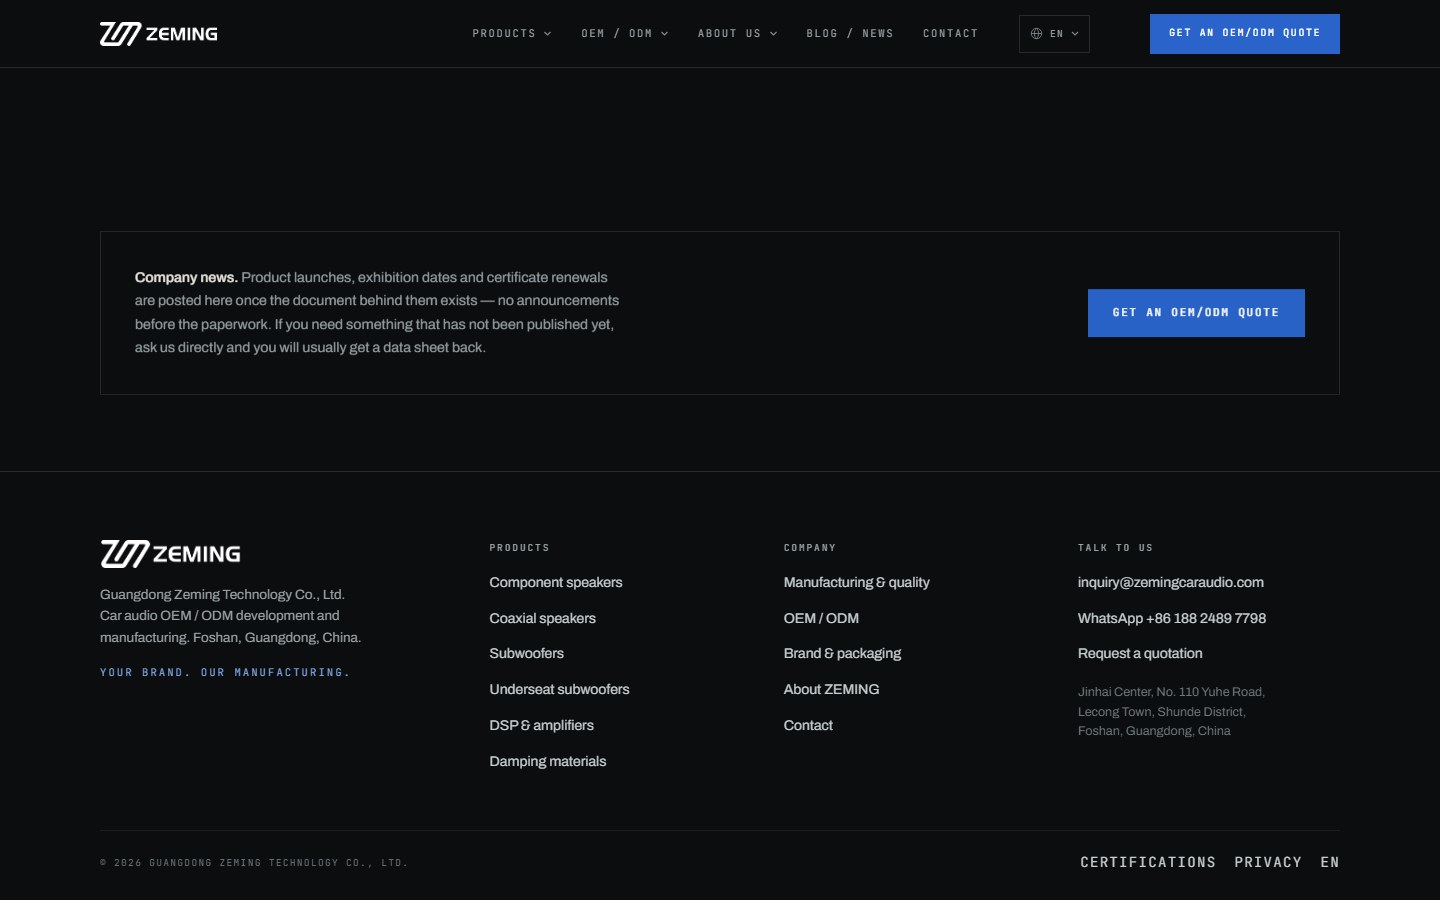 ZEMING
PRODUCTS
OEM / ODM
ABOUT US
BLOG / NEWS
CONTACT
EN
GET AN OEM/ODM QUOTE
Company news. Product launches, exhibition dates and certificate renewals
are posted here once the document behind them exists — no announcements
before the paperwork. If you need something that has not been published yet,
ask us directly and you will usually get a data sheet back.
GET AN OEM/ODM QUOTE
ZEMING
Guangdong Zeming Technology Co., Ltd.
Car audio OEM / ODM development and
manufacturing. Foshan, Guangdong, China.
YOUR BRAND. OUR MANUFACTURING.
PRODUCTS
Component speakers
Coaxial speakers
Subwoofers
Underseat subwoofers
DSP & amplifiers
Damping materials
COMPANY
Manufacturing & quality
OEM / ODM
Brand & packaging
About ZEMING
Contact
TALK TO US
inquiry@zemingcaraudio.com
WhatsApp +86 188 2489 7798
Request a quotation
Jinhai Center, No. 110 Yuhe Road,
Lecong Town, Shunde District,
Foshan, Guangdong, China
© 2026 GUANGDONG ZEMING TECHNOLOGY CO., LTD.
CERTIFICATIONS
PRIVACY
EN